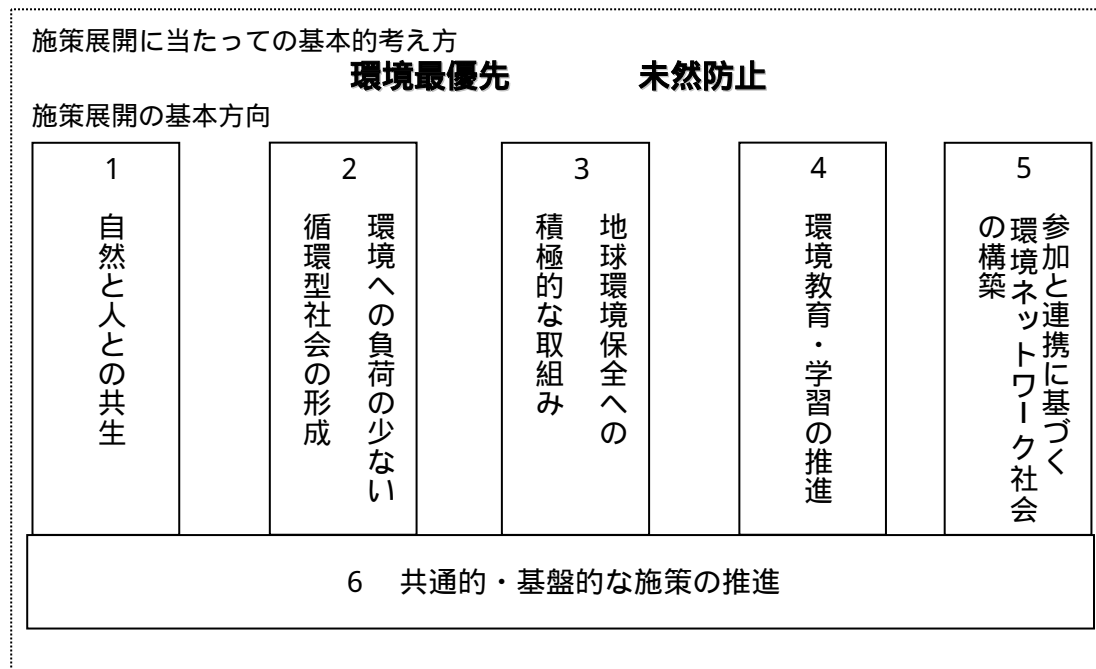 施策展開に当たっての基本的考え方
環境最優先　　未然防止
施策展開の基本方向
1
自然と人との共生
2
環境への負荷の少ない
循環型社会の形成
3
地球環境保全への
積極的な取組み
4
環境教育・学習の推進
5
参加と連携に基づく
環境ネットワーク社会
の構築
6　共通的・基盤的な施策の推進